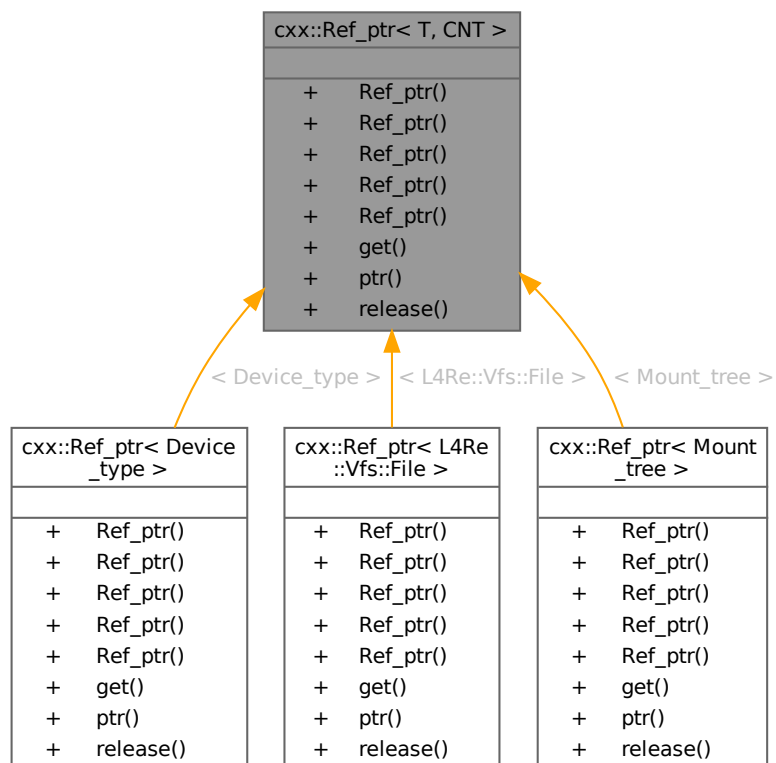 cxx::Ref_ptr< T, CNT >
+ Ref_ptr()
+ Ref_ptr()
+ Ref_ptr()
+ Ref_ptr()
+ Ref_ptr()
+ get()
+ ptr()
+ release()
< Device_type >
< L4Re::Vfs::File >
< Mount_tree >
cxx::Ref_ptr< Device
_type >
+ Ref_ptr()
+ Ref_ptr()
+ Ref_ptr()
+ Ref_ptr()
+ Ref_ptr()
+ get()
+ ptr()
+ release()
cxx::Ref_ptr< L4Re
::Vfs::File >
+ Ref_ptr()
+ Ref_ptr()
+ Ref_ptr()
+ Ref_ptr()
+ Ref_ptr()
+ get()
+ ptr()
+ release()
cxx::Ref_ptr< Mount
_tree >
+ Ref_ptr()
+ Ref_ptr()
+ Ref_ptr()
+ Ref_ptr()
+ Ref_ptr()
+ get()
+ ptr()
+ release()